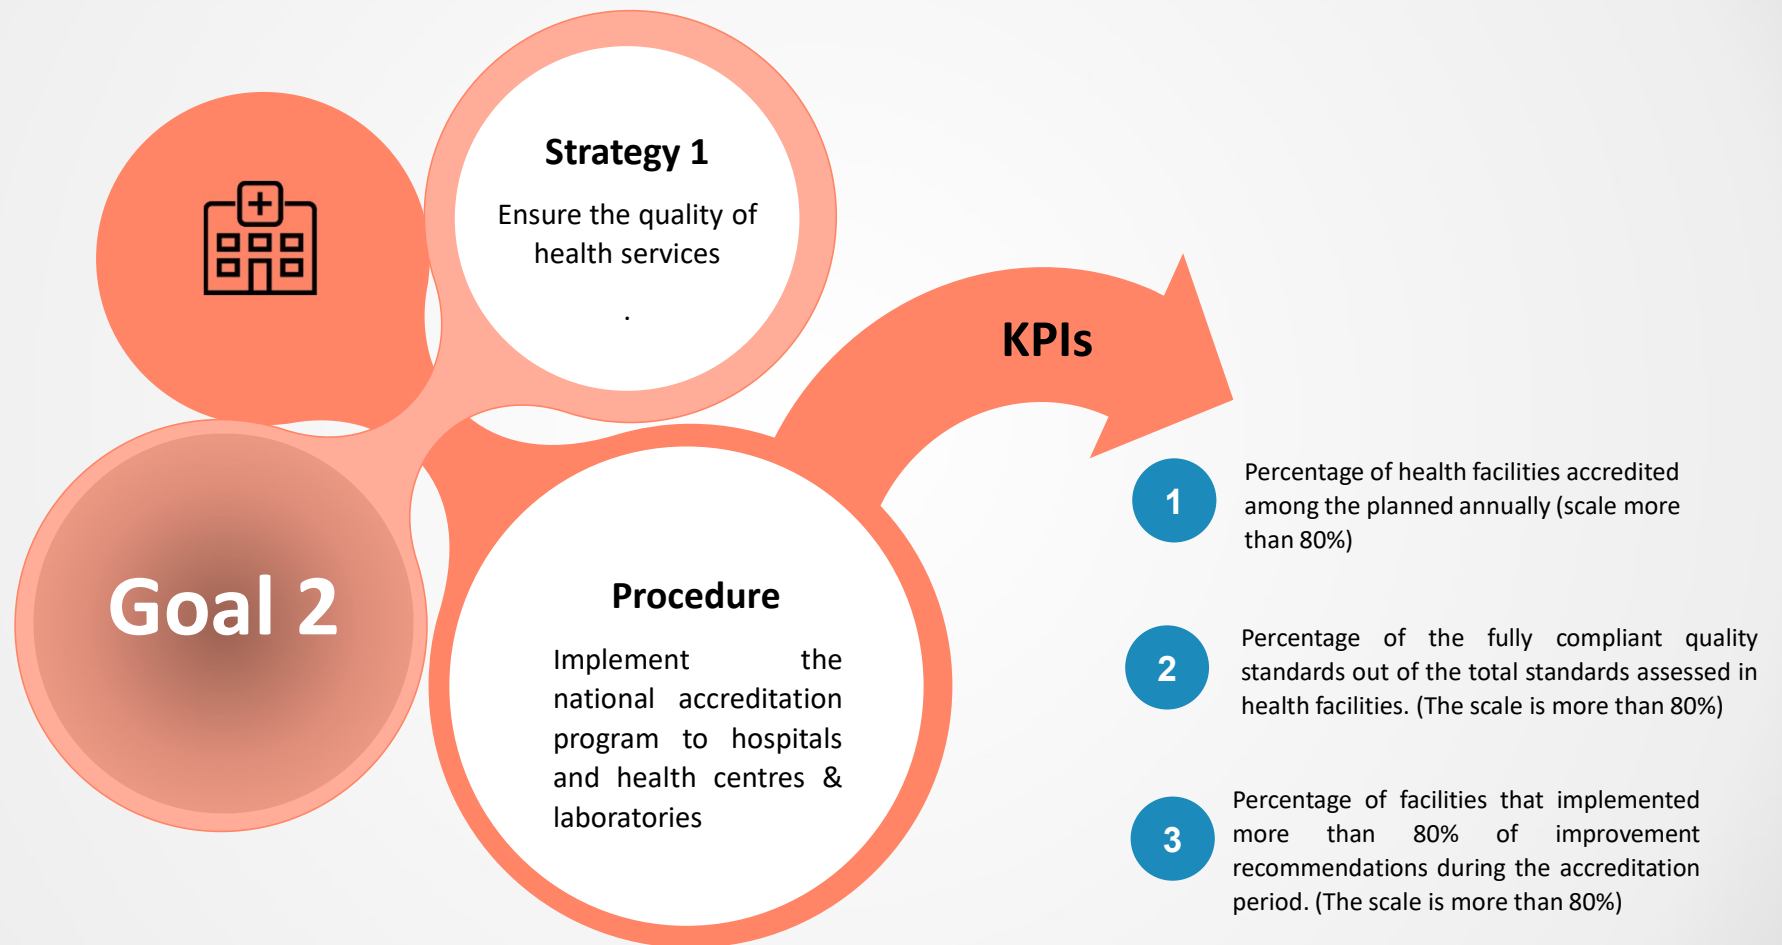 Strategy 1
Ensure the quality of
health services
.
Goal 2
Procedure
Implement the
national accreditation
program to hospitals
and health centres &
laboratories
KPIs
1
Percentage of health facilities accredited
among the planned annually (scale more
than 80%)
2
Percentage of the fully compliant quality
standards out of the total standards assessed in
health facilities. (The scale is more than 80%)
3
Percentage of facilities that implemented
more than 80% of improvement
recommendations during the accreditation
period. (The scale is more than 80%)